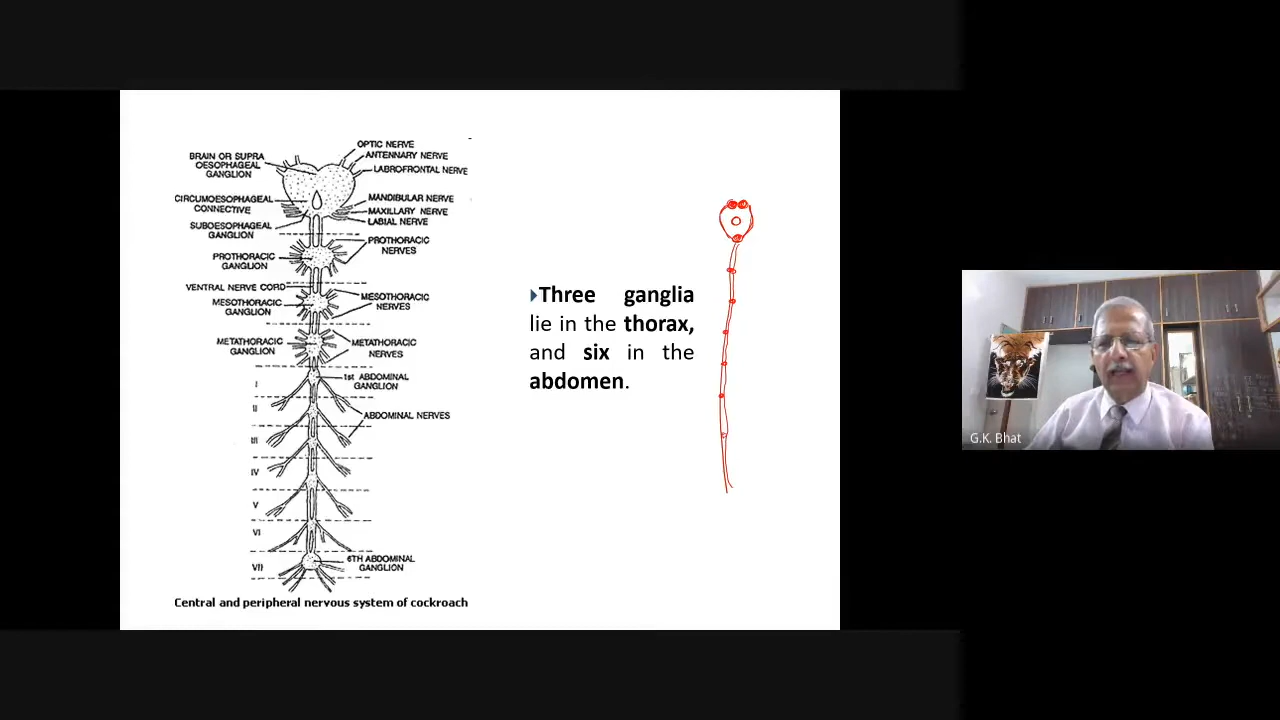 OPTIC NERVE
ANTENNARY NERVE
LABROFRONTAL NERVE
BRAIN OR SUPRA
OESOPHAGEAL
GANGLION
CIRCUMOESOPHAGEAL
CONNECTIVE
MANDIBULAR NERVE
MAXILLARY NERVE
LABIAL NERVE
SUBOESOPHAGEAL
GANGLION
PROTHORACIC
NERVES
PROTHORACIC
GANGLION
VENTRAL NERVE CORD
MESOTHORACIC
GANGLION
MESOTHORACIC
NERVES
METATHORACIC
GANGLION
METATHORACIC
NERVES
1st ABDOMINAL
GANGLION
I
II
ABDOMINAL NERVES
III
IV
V
VI
VII
6TH ABDOMINAL
GANGLION
Central and peripheral nervous system of cockroach
Three ganglia
lie in the thorax,
and six in the
abdomen.
G.K. Bhat